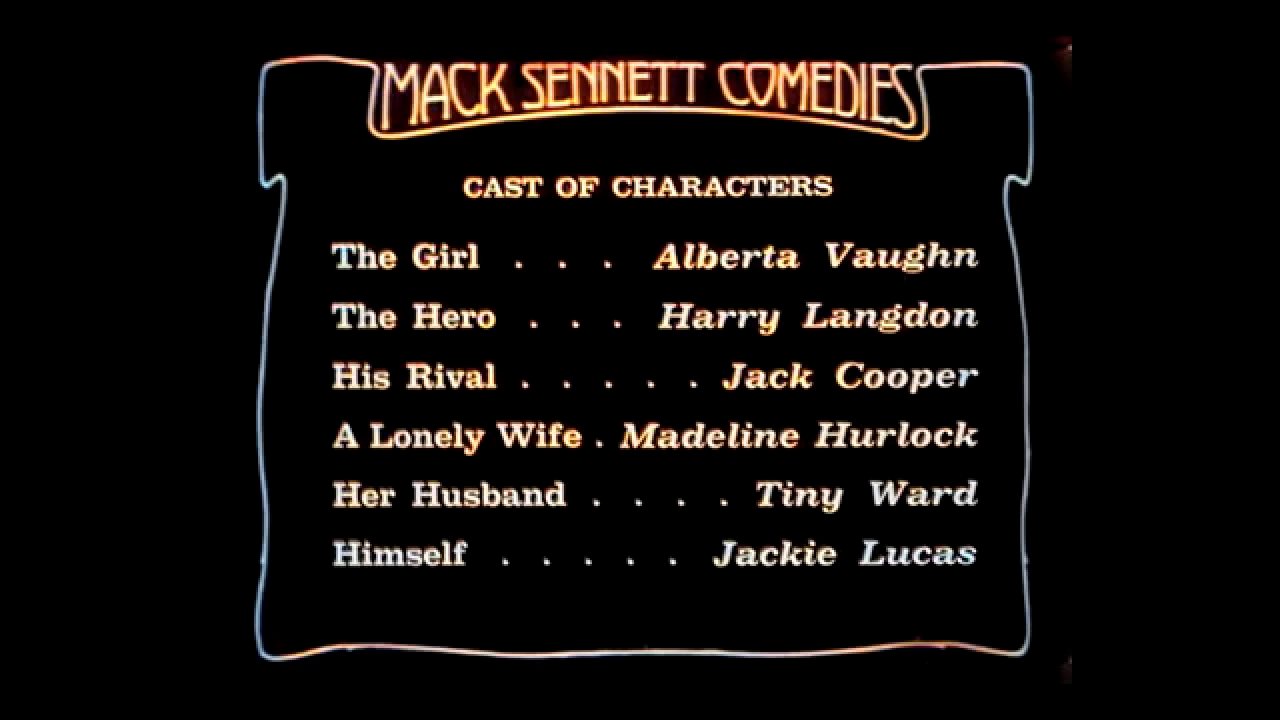 MACK SENNETT COMEDIES
CAST OF CHARACTERS
The Girl . . . Alberta Vaughn
The Hero . . . Harry Langdon
His Rival . . . . . Jack Cooper
A Lonely Wife . Madeline Hurlock
Her Husband . . . . Tiny Ward
Himself . . . . . Jackie Lucas